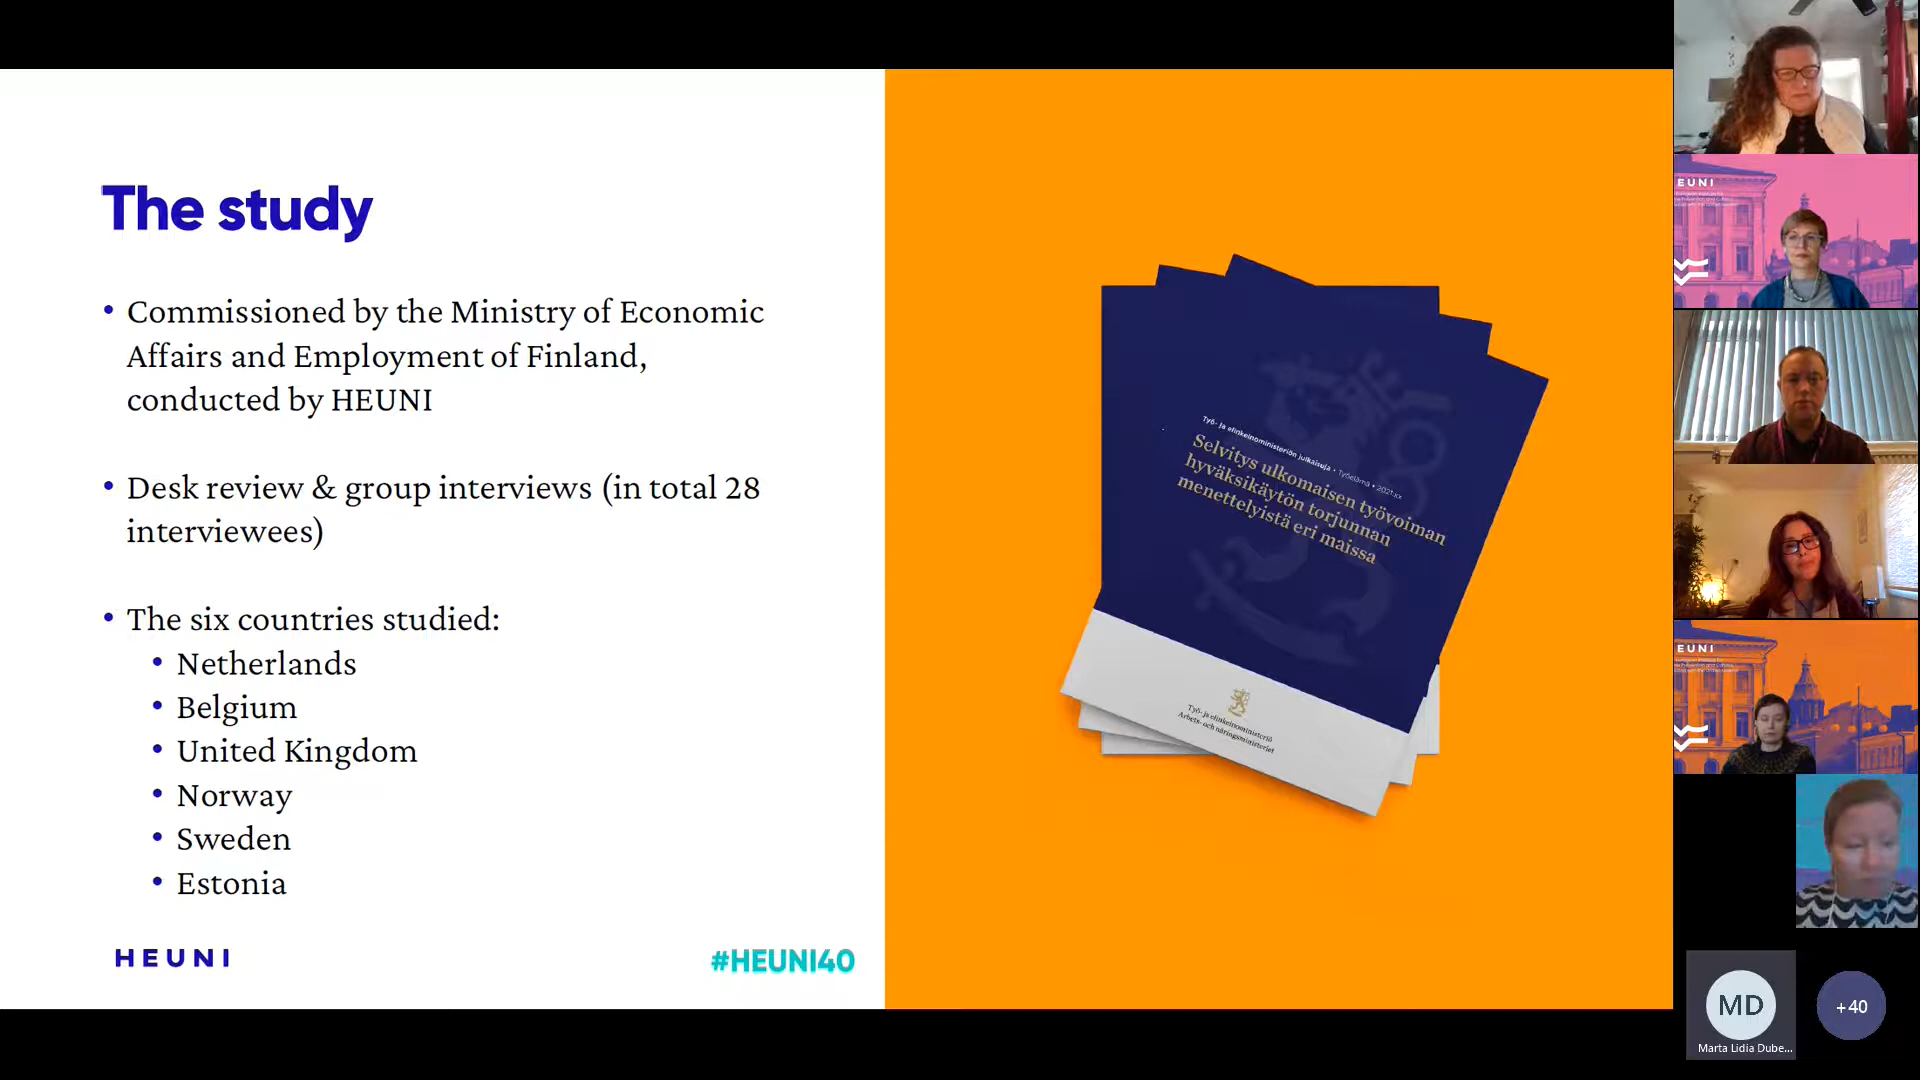 The study
• Commissioned by the Ministry of Economic
Affairs and Employment of Finland,
conducted by HEUNI
• Desk review & group interviews (in total 28
interviewees)
• The six countries studied:
• Netherlands
• Belgium
• United Kingdom
• Norway
• Sweden
• Estonia
HEUNI
#HEUNI40
Työ- ja elinkeinoministeriön julkaisuja • Työelämä • 2021:xx
Selvitys ulkomaisen työvoiman
hyväksikäytön torjunnan
menettelyistä eri maissa
Työ- ja elinkeinoministeriö
Arbets- och näringsministeriet
EUNI
EUNI
MD
+40
Marta Lidia Dube...